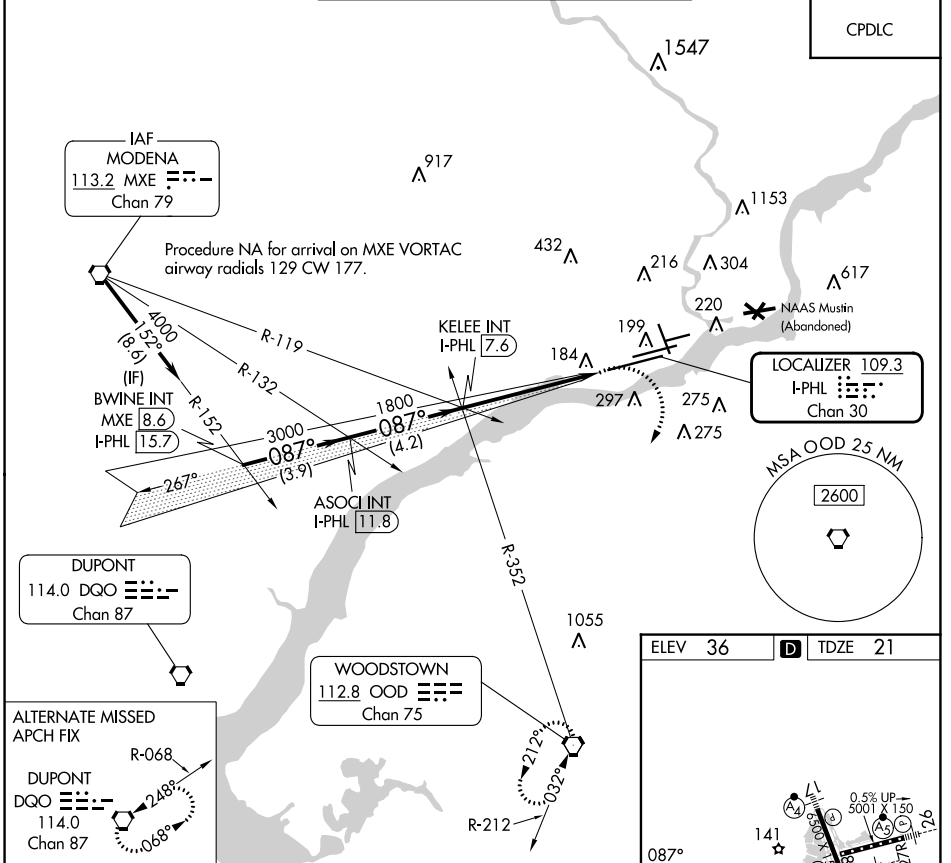 CPDLC
1547
IAF
MODENA
113.2 MXE
Chan 79
917
1153
Procedure NA for arrival on MXE VORTAC
airway radials 129 CW 177.
432
216
304
617
220
NAAS Mustin
(Abandoned)
199
184
4000
152°
(8.6)
(IF)
R-119
R-132
R-152
KELEE INT
I-PHL 7.6
LOCALIZER 109.3
I-PHL
Chan 30
297
275
275
BWINE INT
MXE 8.6
I-PHL 15.7
1800
087°
(4.2)
3000
087°
(3.9)
267°
ASOCI INT
I-PHL 11.8
MSA OOD 25 NM
2600
R-352
DUPONT
114.0 DQO
Chan 87
1055
WOODSTOWN
112.8 OOD
Chan 75
212°
032°
R-212
ALTERNATE MISSED
APCH FIX
R-068
DUPONT
DQO
114.0
Chan 87
248°
068°
ELEV 36
D
TDZE 21
17
A4
P
0.5% UP
5001 X 150
A5
P
26
141
6500 X
087°